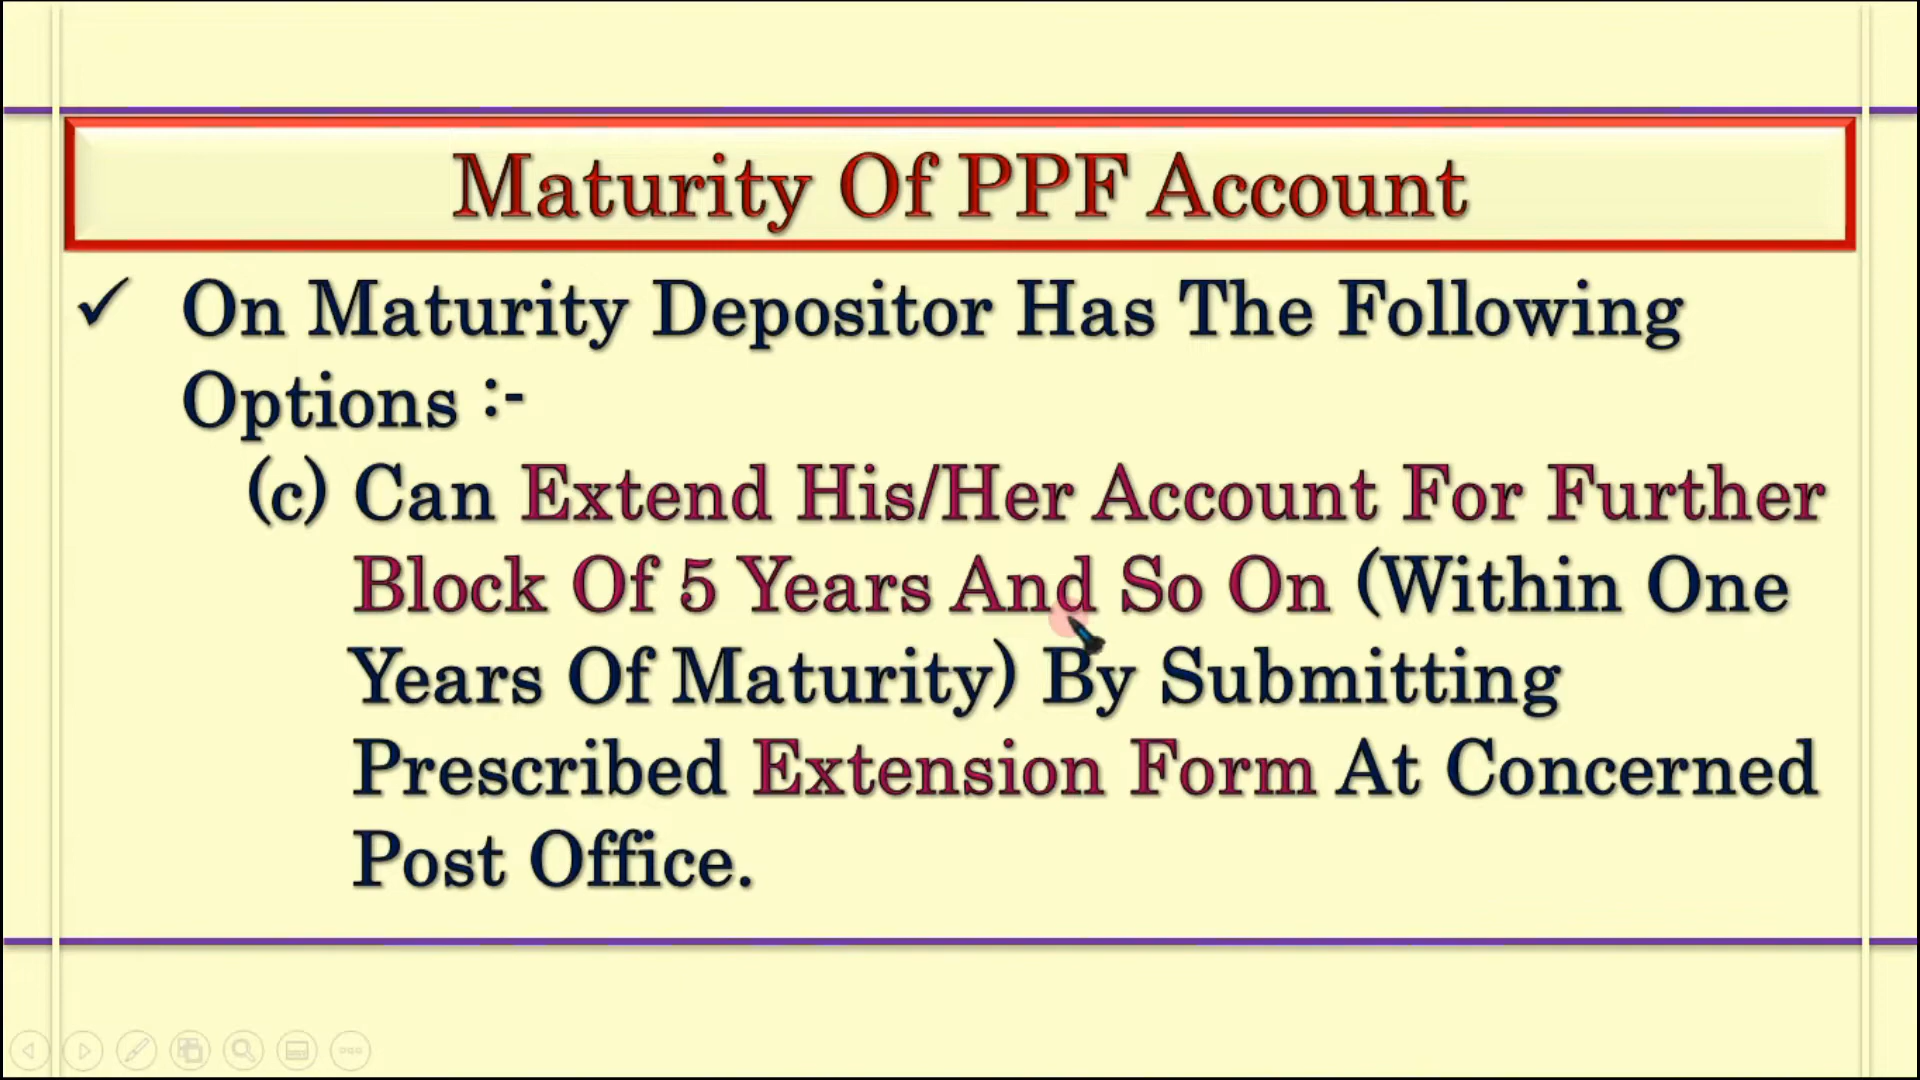 Maturity Of PPF Account
✓ On Maturity Depositor Has The Following
Options :-
(c) Can Extend His/Her Account For Further
Block Of 5 Years And So On (Within One
Years Of Maturity) By Submitting
Prescribed Extension Form At Concerned
Post Office.